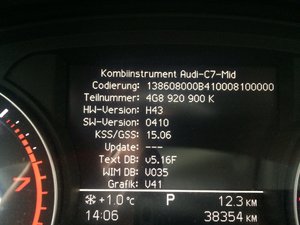 Kombiinstrument Audi-C7-Mid
Codierung: 138608000B410008100000
Teilnummer: 4G8 920 900 K
HW-Version: H43
SW-Version: 0410
KSS/GSS: 15.06
Update: ---
Text DB: v5.16F
WIM DB: V035
Grafik: V41
+1.0°C P 12.3 KM
14:06 38354 KM